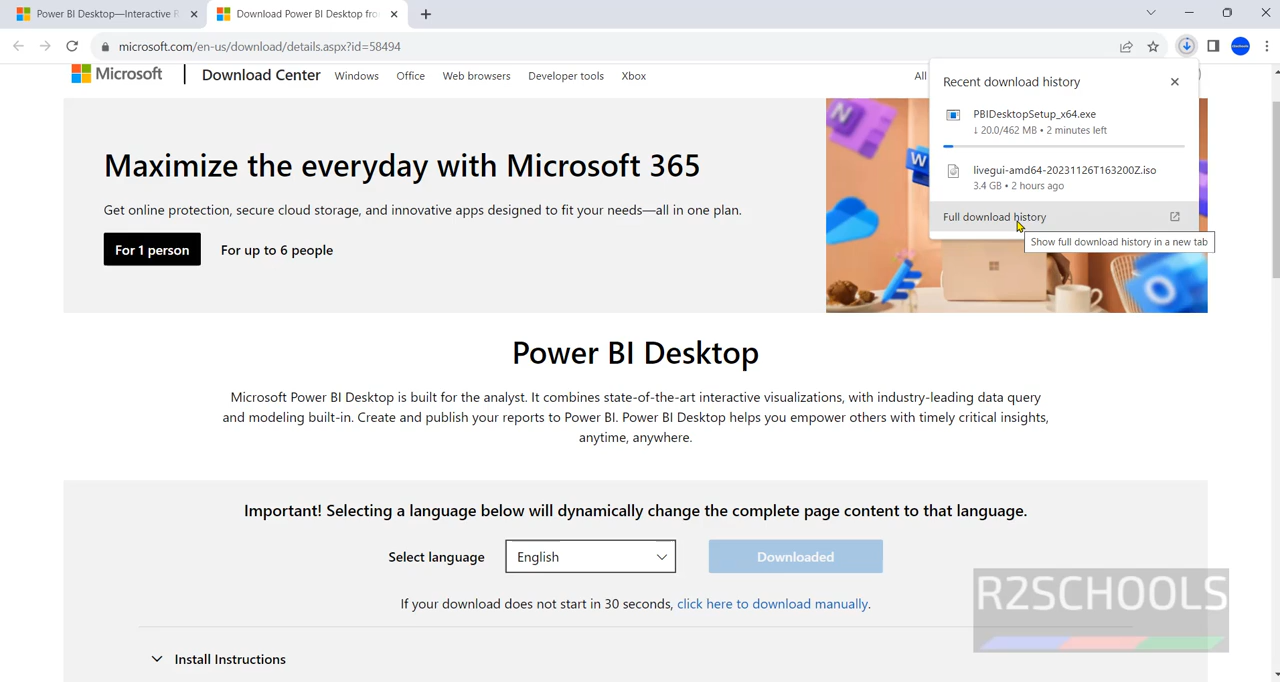 Power BI Desktop—Interactive R
Download Power BI Desktop fro
microsoft.com/en-us/download/details.aspx?id=58494
Microsoft
Download Center
Windows
Office
Web browsers
Developer tools
Xbox
All
Recent download history
PBIDesktopSetup_x64.exe
↓ 20.0/462 MB • 2 minutes left
livegui-amd64-20231126T163200Z.iso
3.4 GB • 2 hours ago
Full download history
Show full download history in a new tab
Maximize the everyday with Microsoft 365
Get online protection, secure cloud storage, and innovative apps designed to fit your needs—all in one plan.
For 1 person
For up to 6 people
N
W
Power BI Desktop
Microsoft Power BI Desktop is built for the analyst. It combines state-of-the-art interactive visualizations, with industry-leading data query
and modeling built-in. Create and publish your reports to Power BI. Power BI Desktop helps you empower others with timely critical insights,
anytime, anywhere.
Important! Selecting a language below will dynamically change the complete page content to that language.
Select language
English
Downloaded
If your download does not start in 30 seconds, click here to download manually.
R2SCHOOLS
Install Instructions